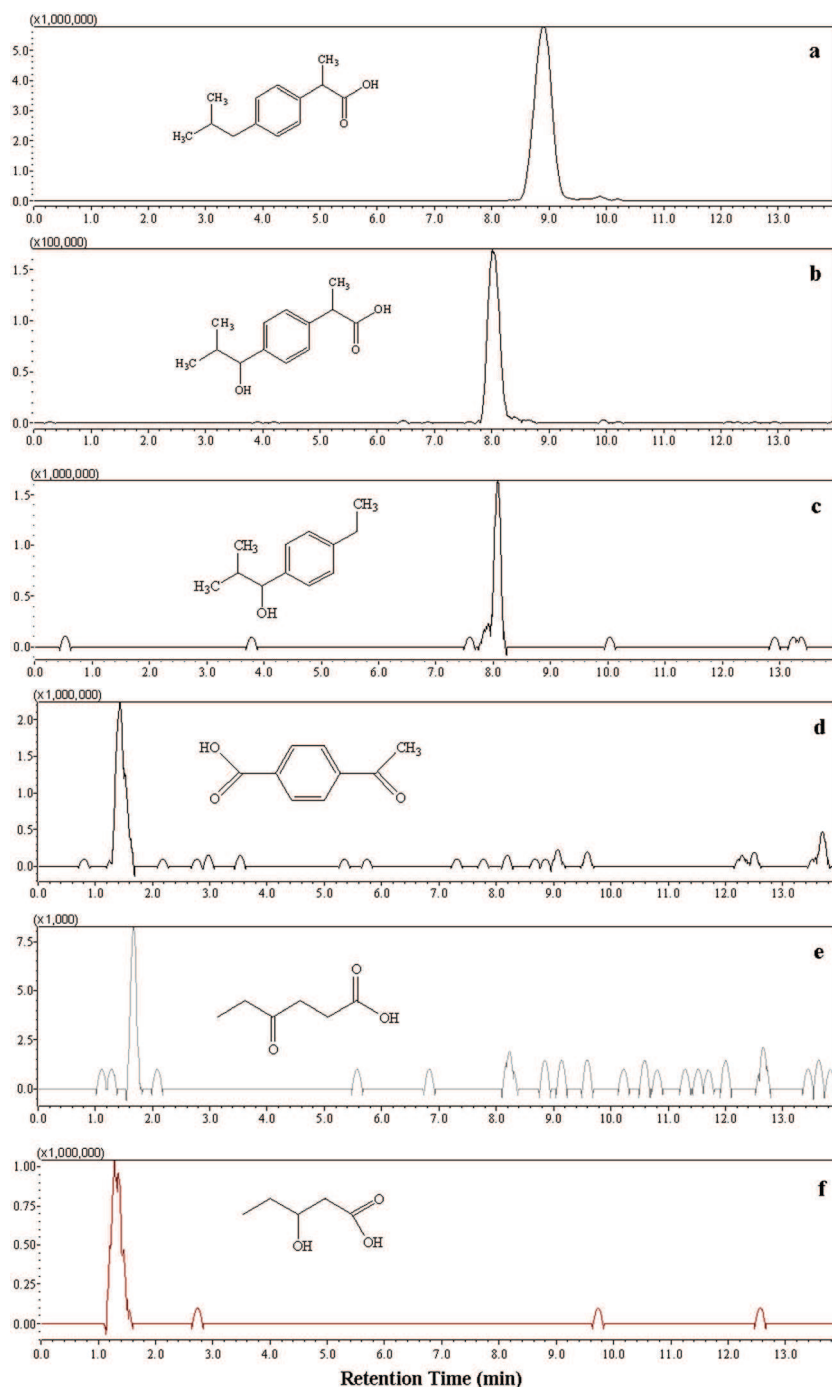 (x1,000,000)
a
5.0
4.0
3.0
2.0
1.0
0.0
CH₃
CH₃
H₃C
OH
O
0.0 1.0 2.0 3.0 4.0 5.0 6.0 7.0 8.0 9.0 10.0 11.0 12.0 13.0
(x100,000)
b
1.5
1.0
0.5
0.0
CH₃
CH₃
H₃C
OH
O
OH
0.0 1.0 2.0 3.0 4.0 5.0 6.0 7.0 8.0 9.0 10.0 11.0 12.0 13.0
(x1,000,000)
c
1.5
1.0
0.5
0.0
CH₃
CH₃
H₃C
OH
0.0 1.0 2.0 3.0 4.0 5.0 6.0 7.0 8.0 9.0 10.0 11.0 12.0 13.0
(x1,000,000)
d
2.0
1.5
1.0
0.5
0.0
HO
O
CH₃
O
0.0 1.0 2.0 3.0 4.0 5.0 6.0 7.0 8.0 9.0 10.0 11.0 12.0 13.0
(x1,000)
e
7.5
5.0
2.5
0.0
O
OH
O
0.0 1.0 2.0 3.0 4.0 5.0 6.0 7.0 8.0 9.0 10.0 11.0 12.0 13.0
(x1,000,000)
f
1.00
0.75
0.50
0.25
0.00
O
OH
OH
0.0 1.0 2.0 3.0 4.0 5.0 6.0 7.0 8.0 9.0 10.0 11.0 12.0 13.0
Retention Time (min)